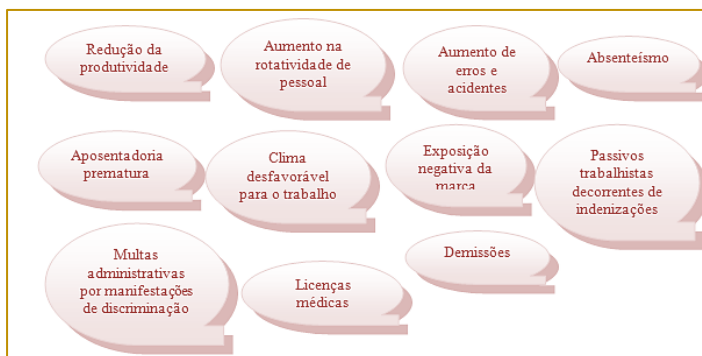 Redução da
produtividade
Aumento na
rotatividade de
pessoal
Aumento de
erros e
acidentes
Absenteísmo
Aposentadoria
prematura
Clima
desfavorável
para o trabalho
Exposição
negativa da
marca
Passivos
trabalhistas
decorrentes de
indenizações
Multas
administrativas
por manifestações
de discriminação
Licenças
médicas
Demissões